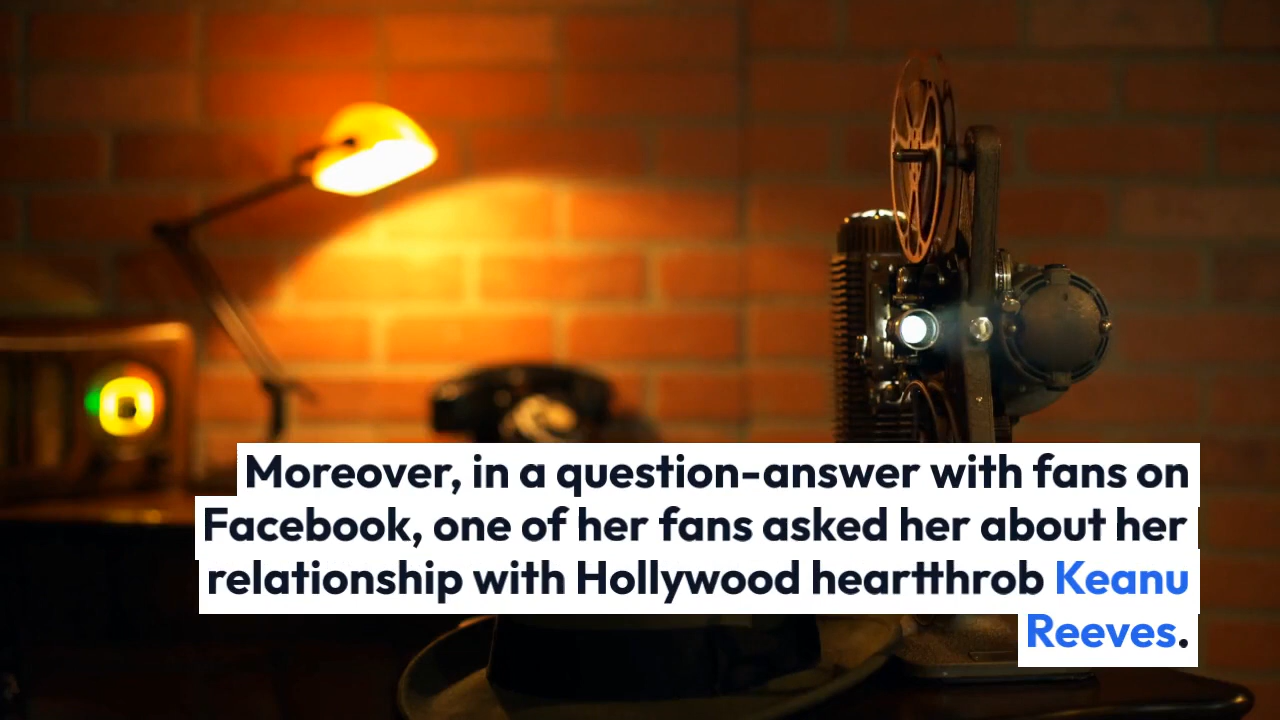 Moreover, in a question-answer with fans on
Facebook, one of her fans asked her about her
relationship with Hollywood heartthrob Keanu
Reeves.